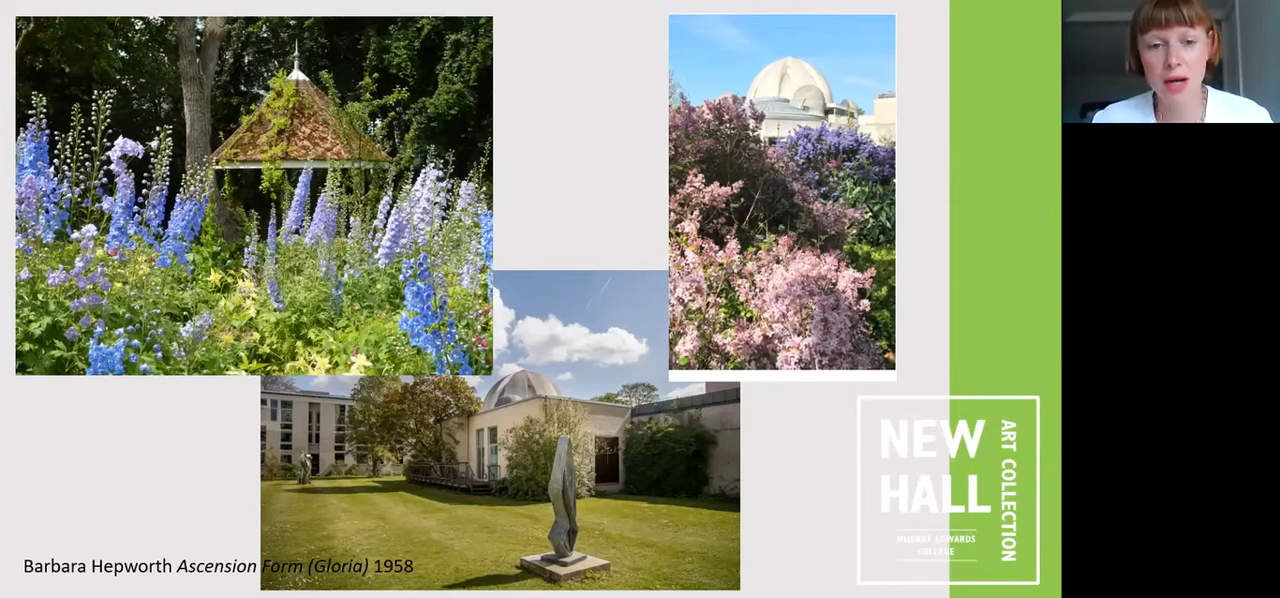 Barbara Hepworth Ascension Form (Gloria) 1958
NEW
HALL
ART COLLECTION
MURRAY EDWARDS
COLLEGE